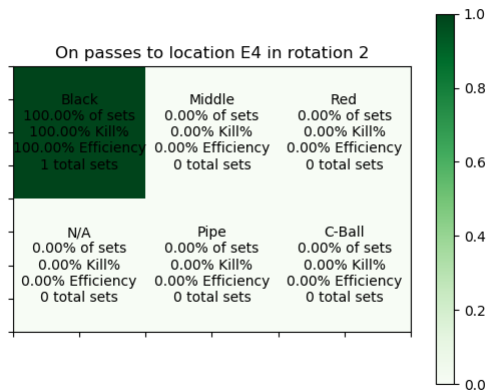 On passes to location E4 in rotation 2
Black
100.00% of sets
100.00% Kill%
100.00% Efficiency
1 total sets
Middle
0.00% of sets
0.00% Kill%
0.00% Efficiency
0 total sets
Red
0.00% of sets
0.00% Kill%
0.00% Efficiency
0 total sets
N/A
0.00% of sets
0.00% Kill%
0.00% Efficiency
0 total sets
Pipe
0.00% of sets
0.00% Kill%
0.00% Efficiency
0 total sets
C-Ball
0.00% of sets
0.00% Kill%
0.00% Efficiency
0 total sets
1.0
0.8
0.6
0.4
0.2
0.0